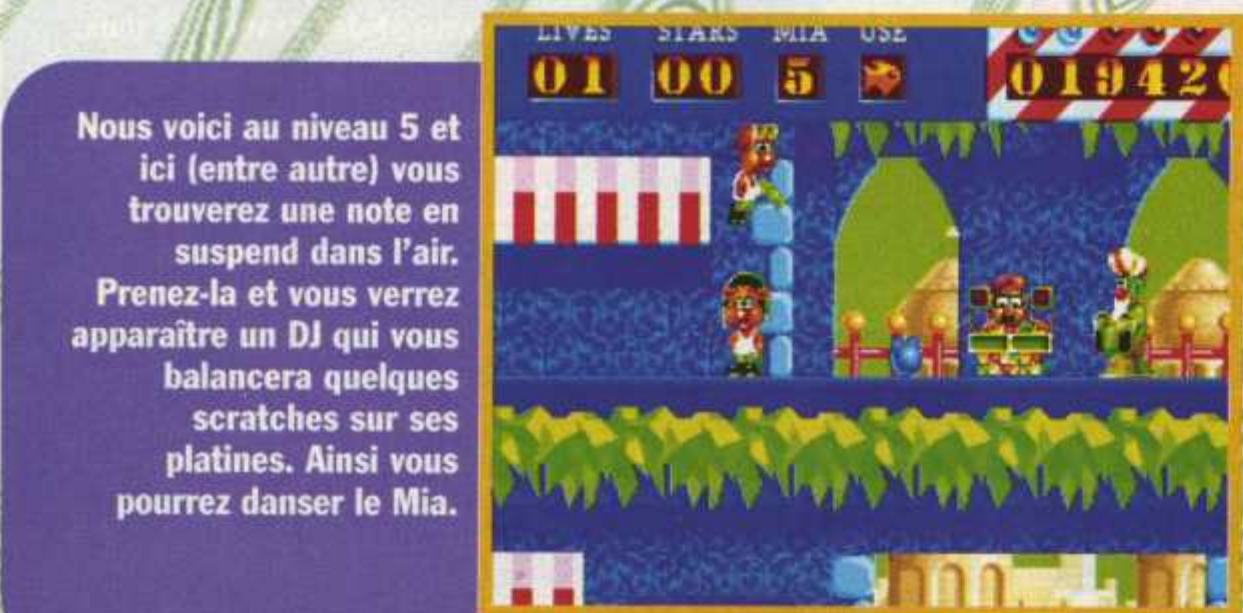 Nous voici au niveau 5 et
ici (entre autre) vous
trouverez une note en
suspend dans l'air.
Prenez-la et vous verrez
apparaître un DJ qui vous
balancera quelques
scratches sur ses
platines. Ainsi vous
pourrez danser le Mia.
LIVES STARS MIA USE
01 00 5 01942